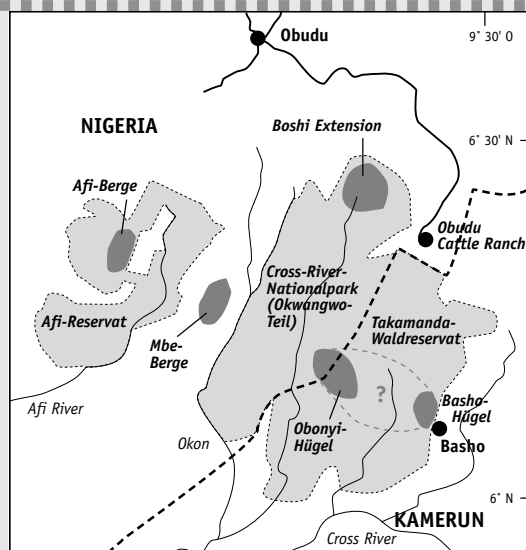 Obudu
9° 30' O
NIGERIA
Boshi Extension
6° 30' N
Afi-Berge
Obudu
Cattle Ranch
Cross-River-
Nationalpark
(Okwangwo-
Teil)
Takamanda-
Waldreservat
Afi-Reservat
Mbe-
Berge
?
Afi River
Basho-
Hügel
Obonyi-
Hügel
Okon
Basho
6° N
KAMERUN
Cross River